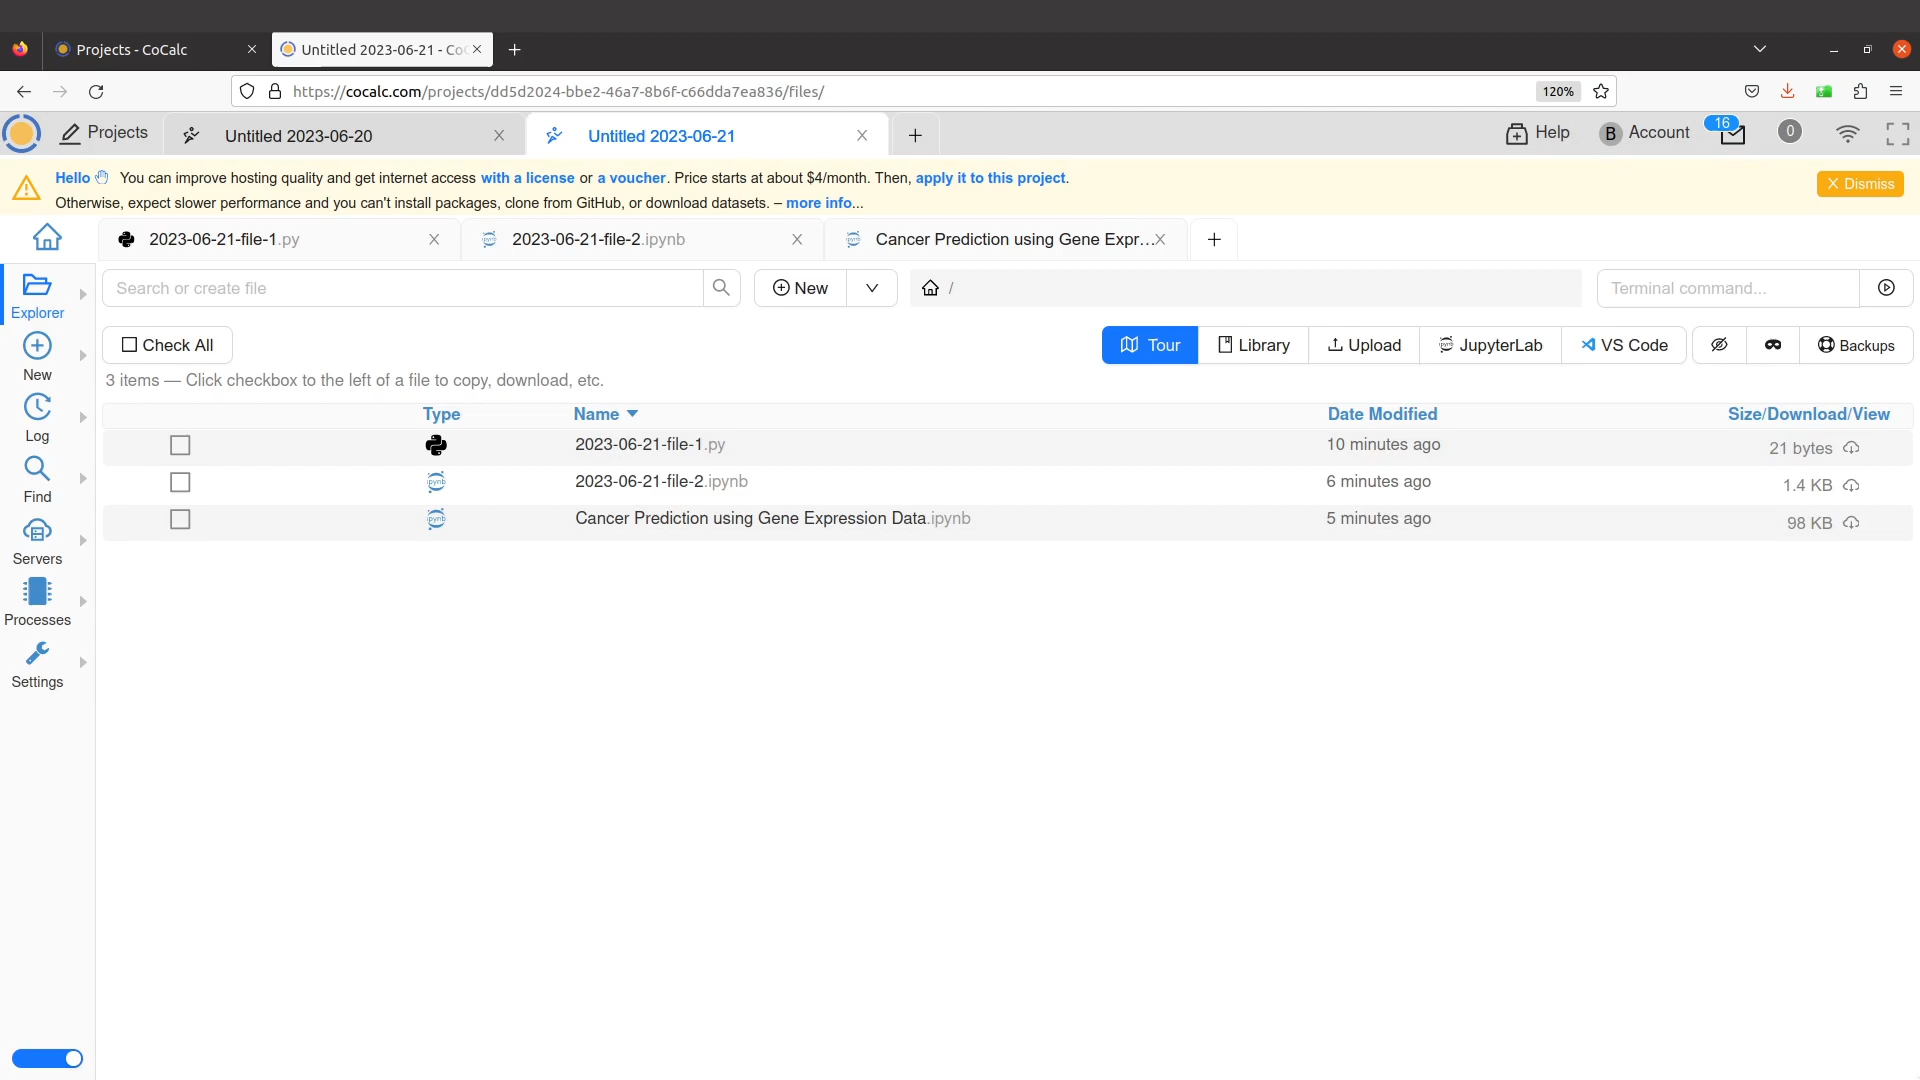 Projects - CoCalc
Untitled 2023-06-21 - Co
https://cocalc.com/projects/dd5d2024-bbe2-46a7-8b6f-c66dda7ea836/files/
120%
Projects
Untitled 2023-06-20
Untitled 2023-06-21
Help
B
Account
16
0
Hello You can improve hosting quality and get internet access with a license or a voucher. Price starts at about $4/month. Then, apply it to this project.
Otherwise, expect slower performance and you can't install packages, clone from GitHub, or download datasets. – more info...
Dismiss
2023-06-21-file-1.py
2023-06-21-file-2.ipynb
Cancer Prediction using Gene Expr...
Search or create file
New
/
Terminal command...
Explorer
New
Log
Find
Servers
Processes
Settings
Check All
Tour
Library
Upload
JupyterLab
VS Code
Backups
3 items — Click checkbox to the left of a file to copy, download, etc.
Type
Name
Date Modified
Size/Download/View
2023-06-21-file-1.py
10 minutes ago
21 bytes
ipynb
2023-06-21-file-2.ipynb
6 minutes ago
1.4 KB
ipynb
Cancer Prediction using Gene Expression Data.ipynb
5 minutes ago
98 KB